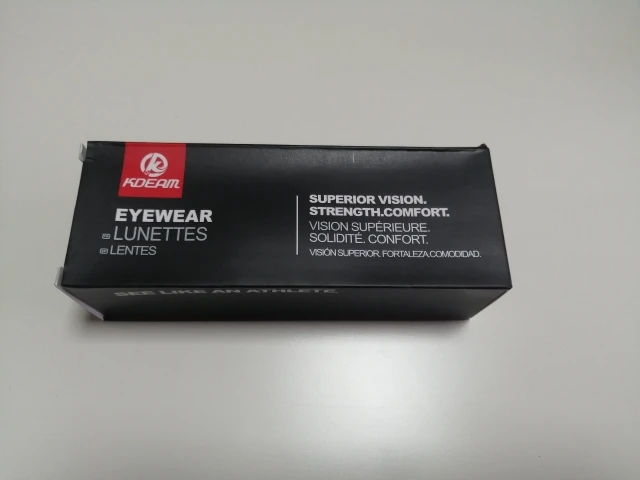 KDEAM
EYEWEAR
LUNETTES
LENTES
SUPERIOR VISION.
STRENGTH.COMFORT.
VISION SUPÉRIEURE.
SOLIDITÉ. CONFORT.
VISIÓN SUPERIOR. FORTALEZA.COMODIDAD.
SEE LIKE AN ATHLETE.